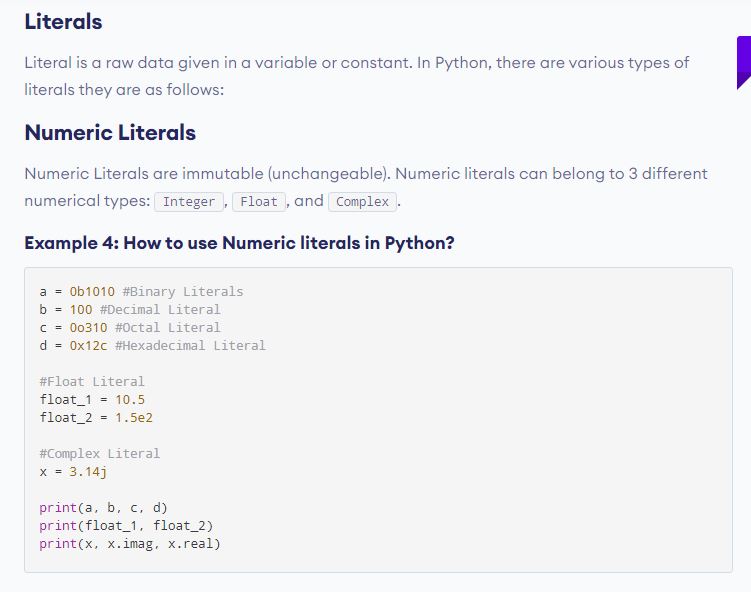 Literals
Literal is a raw data given in a variable or constant. In Python, there are various types of
literals they are as follows:
Numeric Literals
Numeric Literals are immutable (unchangeable). Numeric literals can belong to 3 different
numerical types: Integer , Float , and Complex .
Example 4: How to use Numeric literals in Python?
a = 0b1010 #Binary Literals
b = 100 #Decimal Literal
c = 0o310 #Octal Literal
d = 0x12c #Hexadecimal Literal
#Float Literal
float_1 = 10.5
float_2 = 1.5e2
#Complex Literal
x = 3.14j
print(a, b, c, d)
print(float_1, float_2)
print(x, x.imag, x.real)